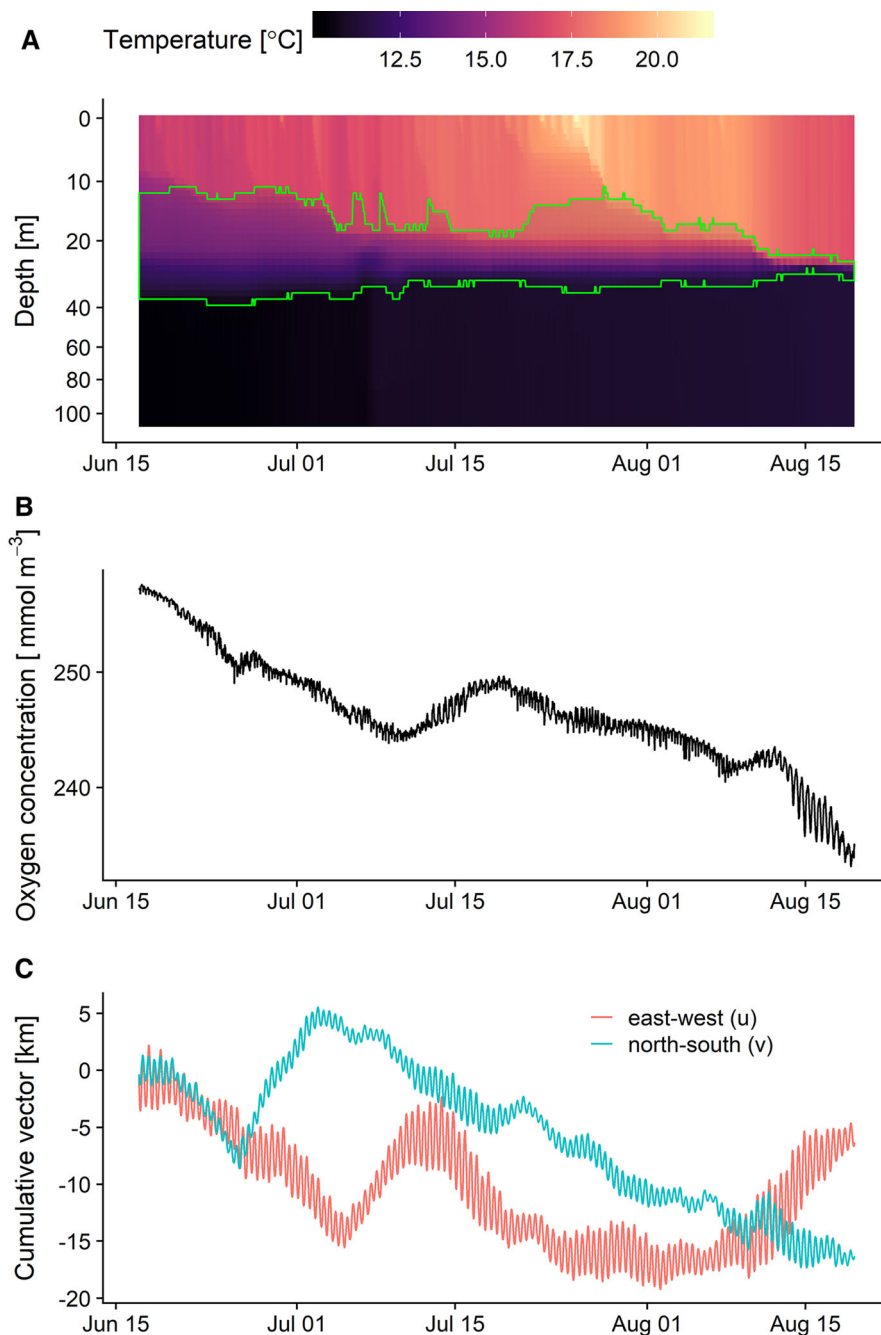 A
Temperature [°C]
12.5 15.0 17.5 20.0
Depth [m]
0
10
20
40
60
80
100
Jun 15 Jul 01 Jul 15 Aug 01 Aug 15
B
Oxygen concentration [ mmol m⁻³]
250
240
Jun 15 Jul 01 Jul 15 Aug 01 Aug 15
C
Cumulative vector [km]
5
0
-5
-10
-15
-20
east-west (u)
north-south (v)
Jun 15 Jul 01 Jul 15 Aug 01 Aug 15